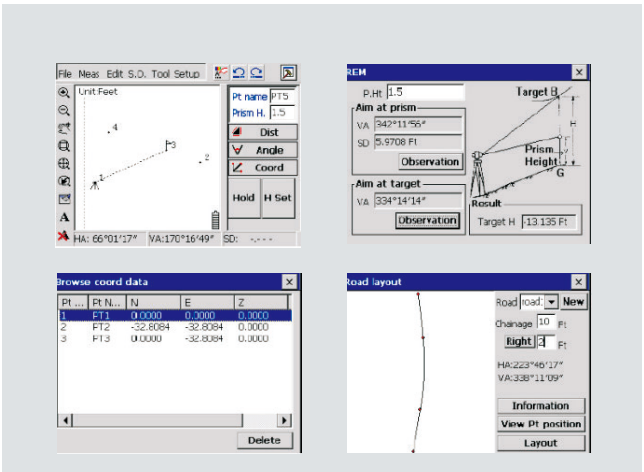 File Meas Edit S.O. Tool Setup
Unit:Feet
Pt name PT5
Prism H. 1.5
Dist
Angle
Coord
Hold H Set
A
4
3
2
1
HA: 66°01'17" VA:170°16'49" SD: -.---
REM
P.Ht 1.5
Aim at prism
VA 342°11'56"
SD 5.9708 Ft
Observation
Aim at target
VA 334°14'14"
Observation
Target B
H
V
Prism
Height
G
Result
Target H -13.135 Ft
Browse coord data
Pt ... Pt N... N E Z
1 PT1 0.0000 0.0000 0.0000
2 PT2 -32.8084 -32.8084 0.0000
3 PT3 0.0000 -32.8084 0.0000
Delete
Road layout
Road road: New
Chainage 10 Ft
Right 2 Ft
HA:223°46'17"
VA:338°11'09"
Information
View Pt position
Layout